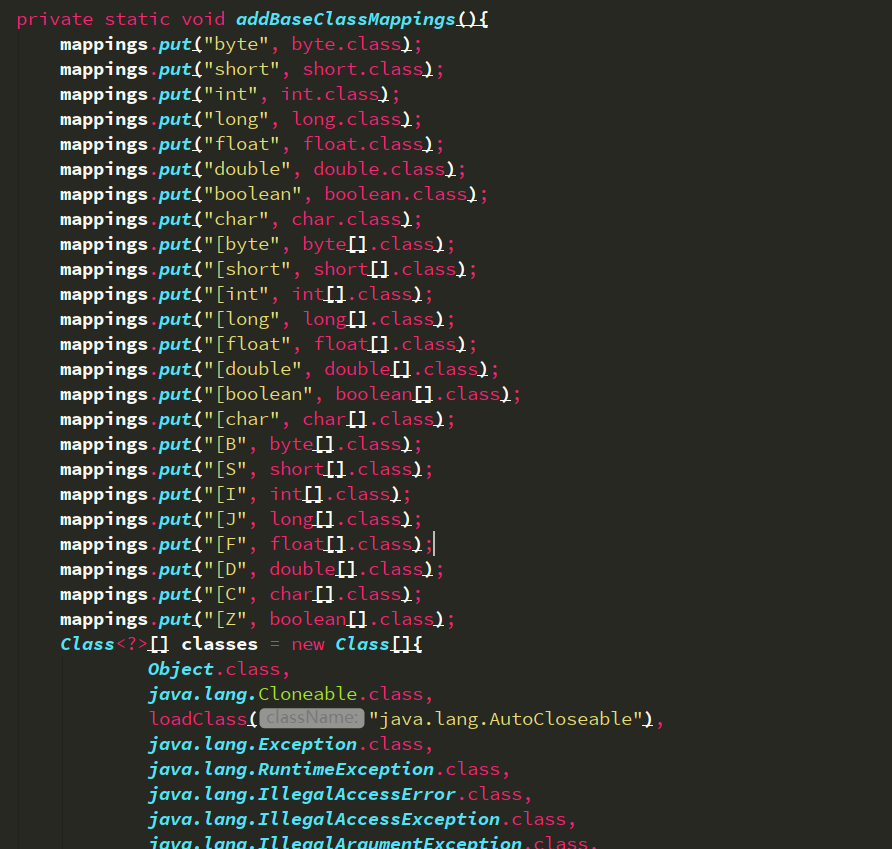 private static void addBaseClassMappings(){
mappings.put("byte", byte.class);
mappings.put("short", short.class);
mappings.put("int", int.class);
mappings.put("long", long.class);
mappings.put("float", float.class);
mappings.put("double", double.class);
mappings.put("boolean", boolean.class);
mappings.put("char", char.class);
mappings.put("[byte", byte[].class);
mappings.put("[short", short[].class);
mappings.put("[int", int[].class);
mappings.put("[long", long[].class);
mappings.put("[float", float[].class);
mappings.put("[double", double[].class);
mappings.put("[boolean", boolean[].class);
mappings.put("[char", char[].class);
mappings.put("[B", byte[].class);
mappings.put("[S", short[].class);
mappings.put("[I", int[].class);
mappings.put("[J", long[].class);
mappings.put("[F", float[].class);
mappings.put("[D", double[].class);
mappings.put("[C", char[].class);
mappings.put("[Z", boolean[].class);
Class<?>[] classes = new Class[]{
Object.class,
java.lang.Cloneable.class,
loadClass( className: "java.lang.AutoCloseable"),
java.lang.Exception.class,
java.lang.RuntimeException.class,
java.lang.IllegalAccessError.class,
java.lang.IllegalAccessException.class,
java.lang.IllegalArgumentException.class,